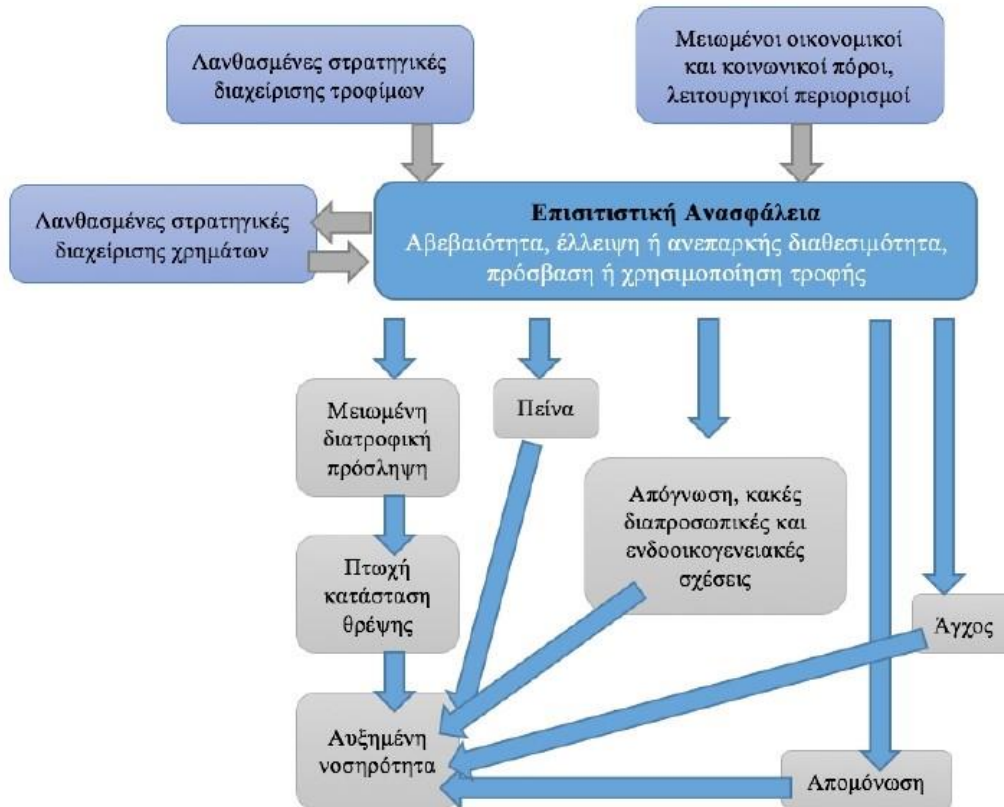 Λανθασμένες στρατηγικές
διαχείρισης τροφίμων
Μειωμένοι οικονομικοί
και κοινωνικοί πόροι,
λειτουργικοί περιορισμοί
Λανθασμένες στρατηγικές
διαχείρισης χρημάτων
Επισιτιστική Ανασφάλεια
Αβεβαιότητα, έλλειψη ή ανεπαρκής διαθεσιμότητα,
πρόσβαση ή χρησιμοποίηση τροφής
Μειωμένη
διατροφική
πρόσληψη
Πείνα
Απόγνωση, κακές
διαπροσωπικές και
ενδοοικογενειακές
σχέσεις
Πτωχή
κατάσταση
θρέψης
Άγχος
Αυξημένη
νοσηρότητα
Απομόνωση